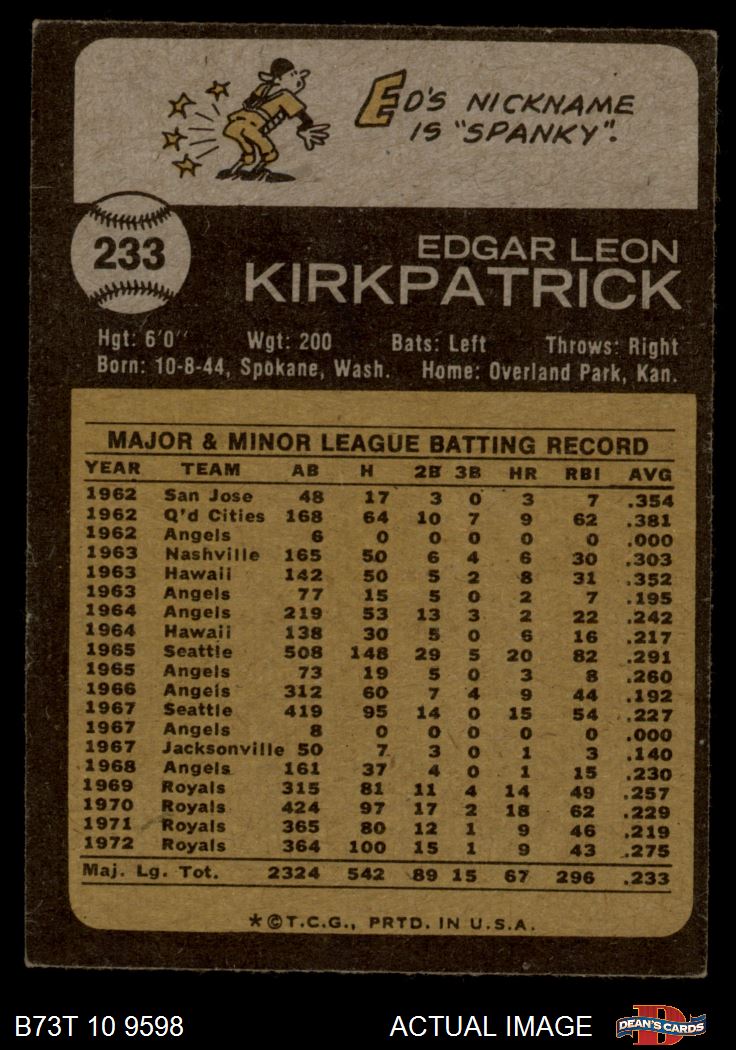 ED'S NICKNAME
IS "SPANKY".
233
EDGAR LEON
KIRKPATRICK
Hgt: 6'0" Wgt: 200 Bats: Left Throws: Right
Born: 10-8-44, Spokane, Wash. Home: Overland Park, Kan.
MAJOR & MINOR LEAGUE BATTING RECORD
YEAR TEAM AB H 2B 3B HR RBI AVG
1962 San Jose 48 17 3 0 3 7 .354
1962 Q'd Cities 168 64 10 7 9 62 .381
1962 Angels 6 0 0 0 0 0 .000
1963 Nashville 165 50 6 4 6 30 .303
1963 Hawaii 142 50 5 2 8 31 .352
1963 Angels 77 15 5 0 2 7 .195
1964 Angels 219 53 13 3 2 22 .242
1964 Hawaii 138 30 5 0 6 16 .217
1965 Seattle 508 148 29 5 20 82 .291
1965 Angels 73 19 5 0 3 8 .260
1966 Angels 312 60 7 4 9 44 .192
1967 Seattle 419 95 14 0 15 54 .227
1967 Angels 8 0 0 0 0 0 .000
1967 Jacksonville 50 7 3 0 1 3 .140
1968 Angels 161 37 4 0 1 15 .230
1969 Royals 315 81 11 4 14 49 .257
1970 Royals 424 97 17 2 18 62 .229
1971 Royals 365 80 12 1 9 46 .219
1972 Royals 364 100 15 1 9 43 .275
Maj. Lg. Tot. 2324 542 89 15 67 296 .233
*©T.C.G., PRTD. IN U.S.A.
B73T 10 9598 ACTUAL IMAGE
D
DEAN'S CARDS